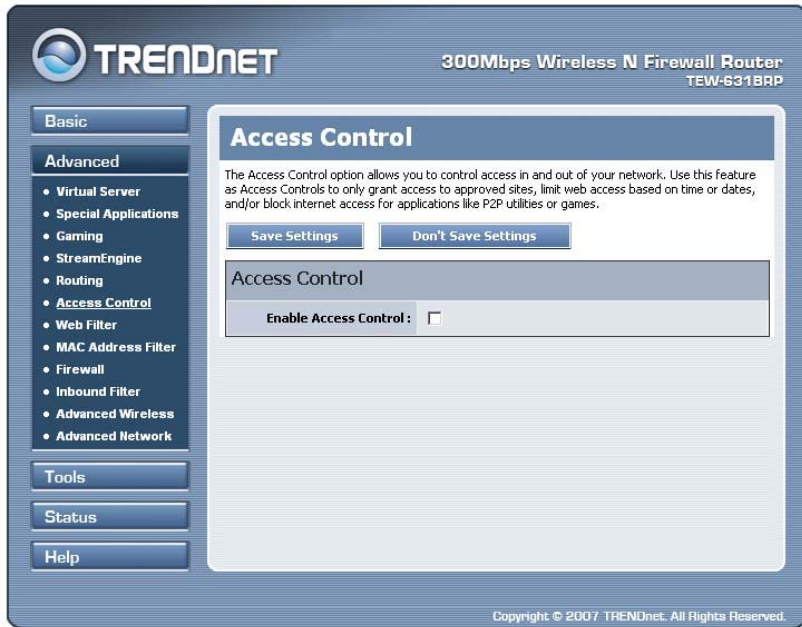 TRENDNET
300Mbps Wireless N Firewall Router
TEW-631BRP
Basic
Advanced
• Virtual Server
• Special Applications
• Gaming
• StreamEngine
• Routing
• Access Control
• Web Filter
• MAC Address Filter
• Firewall
• Inbound Filter
• Advanced Wireless
• Advanced Network
Tools
Status
Help
Access Control
The Access Control option allows you to control access in and out of your network. Use this feature
as Access Controls to only grant access to approved sites, limit web access based on time or dates,
and/or block internet access for applications like P2P utilities or games.
Save Settings
Don't Save Settings
Access Control
Enable Access Control :
Copyright © 2007 TRENDnet. All Rights Reserved.